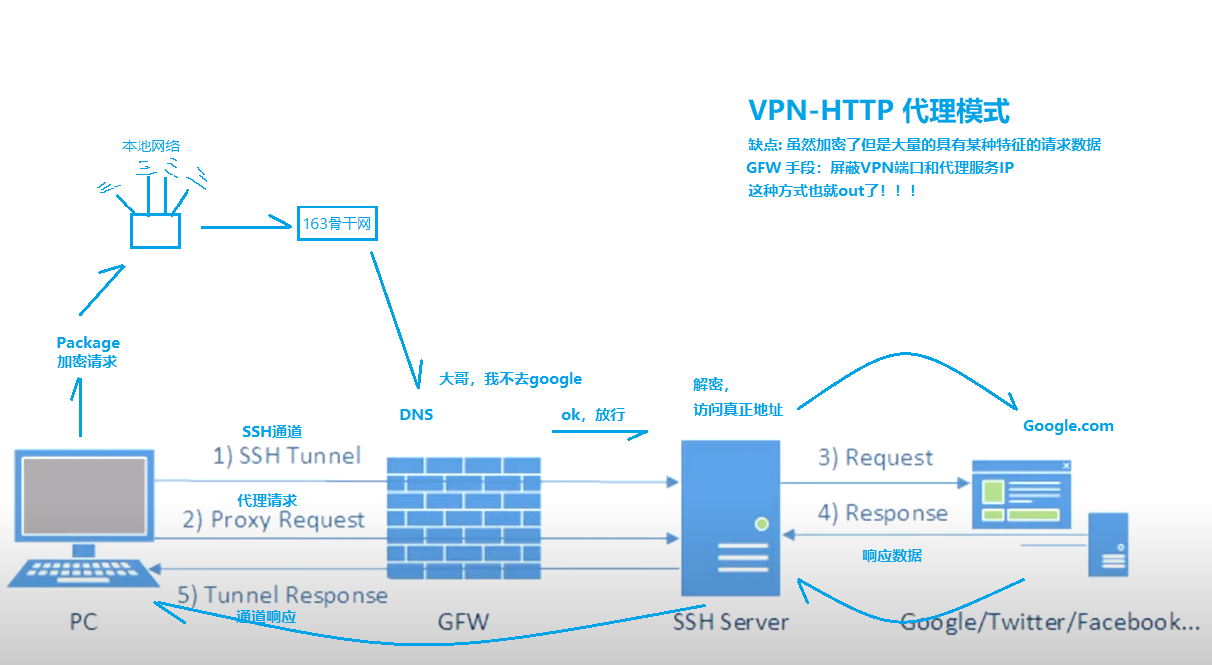 VPN-HTTP 代理模式
缺点: 虽然加密了但是大量的具有某种特征的请求数据
GFW 手段：屏蔽VPN端口和代理服务IP
这种方式也就out了！！！
本地网络
163骨干网
Package
加密请求
大哥，我不去google
DNS
ok，放行
解密，
访问真正地址
Google.com
SSH通道
1) SSH Tunnel
代理请求
2) Proxy Request
3) Request
4) Response
响应数据
5) Tunnel Response
通道响应
PC
GFW
SSH Server
Google/Twitter/Facebook...